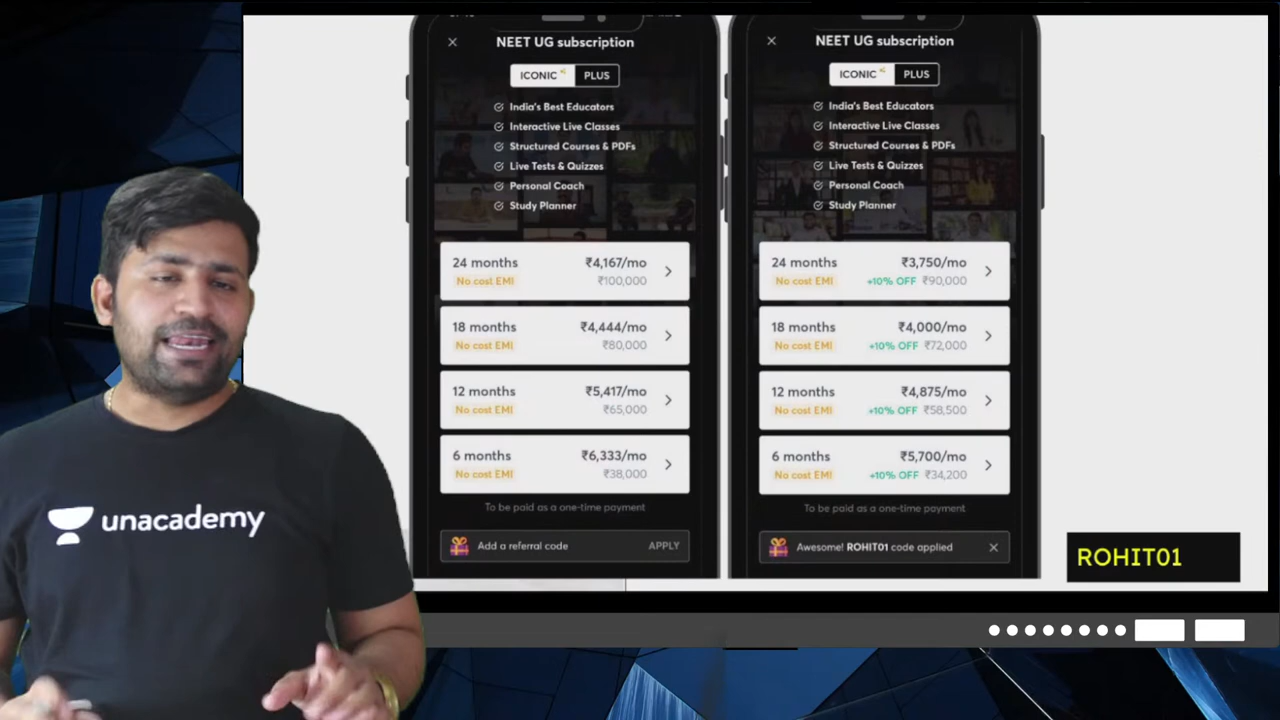 NEET UG subscription
ICONIC PLUS
India's Best Educators
Interactive Live Classes
Structured Courses & PDFs
Live Tests & Quizzes
Personal Coach
Study Planner
24 months ₹4,167/mo
No cost EMI ₹100,000
18 months ₹4,444/mo
No cost EMI ₹80,000
12 months ₹5,417/mo
No cost EMI ₹65,000
6 months ₹6,333/mo
No cost EMI ₹38,000
To be paid as a one-time payment
Add a referral code APPLY
NEET UG subscription
ICONIC PLUS
India's Best Educators
Interactive Live Classes
Structured Courses & PDFs
Live Tests & Quizzes
Personal Coach
Study Planner
24 months ₹3,750/mo
No cost EMI +10% OFF ₹90,000
18 months ₹4,000/mo
No cost EMI +10% OFF ₹72,000
12 months ₹4,875/mo
No cost EMI +10% OFF ₹58,500
6 months ₹5,700/mo
No cost EMI +10% OFF ₹34,200
To be paid as a one-time payment
Awesome! ROHIT01 code applied
ROHIT01
unacademy